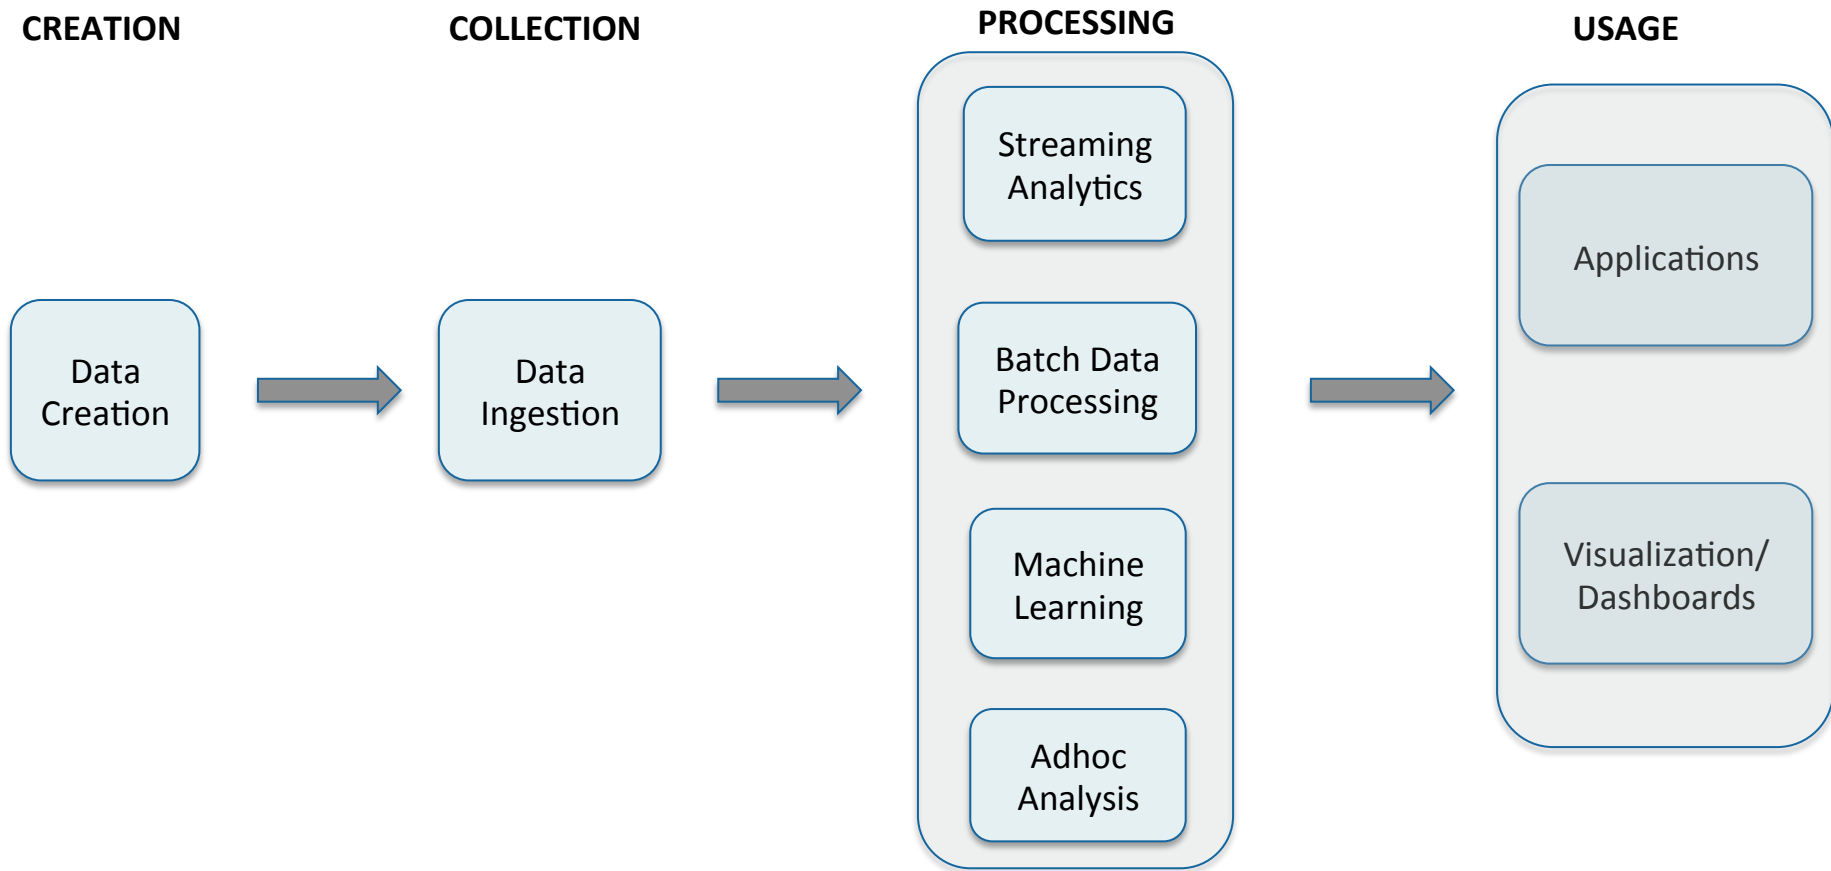 CREATION
COLLECTION
PROCESSING
USAGE
Data
Creation
Data
Ingestion
Streaming
Analytics
Batch Data
Processing
Machine
Learning
Adhoc
Analysis
Applications
Visualization/
Dashboards